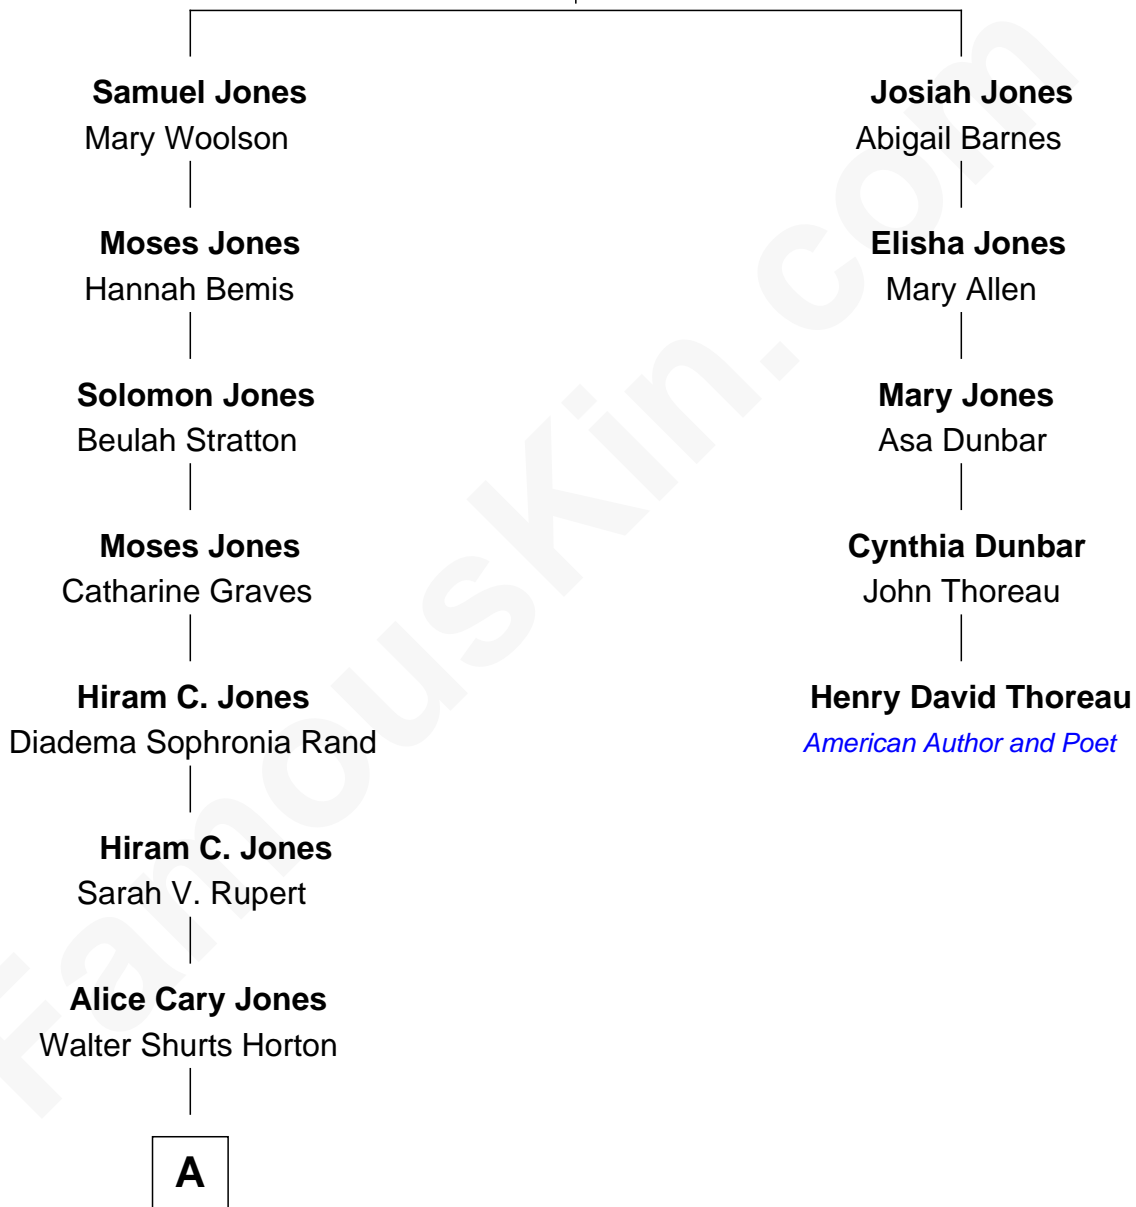 Samuel Jones
Mary Woolson
Moses Jones
Hannah Bemis
Solomon Jones
Beulah Stratton
Moses Jones
Catharine Graves
Hiram C. Jones
Diadema Sophronia Rand
Hiram C. Jones
Sarah V. Rupert
Alice Cary Jones
Walter Shurts Horton
A
Josiah Jones
Abigail Barnes
Elisha Jones
Mary Allen
Mary Jones
Asa Dunbar
Cynthia Dunbar
John Thoreau
Henry David Thoreau
American Author and Poet
FamousKin.com